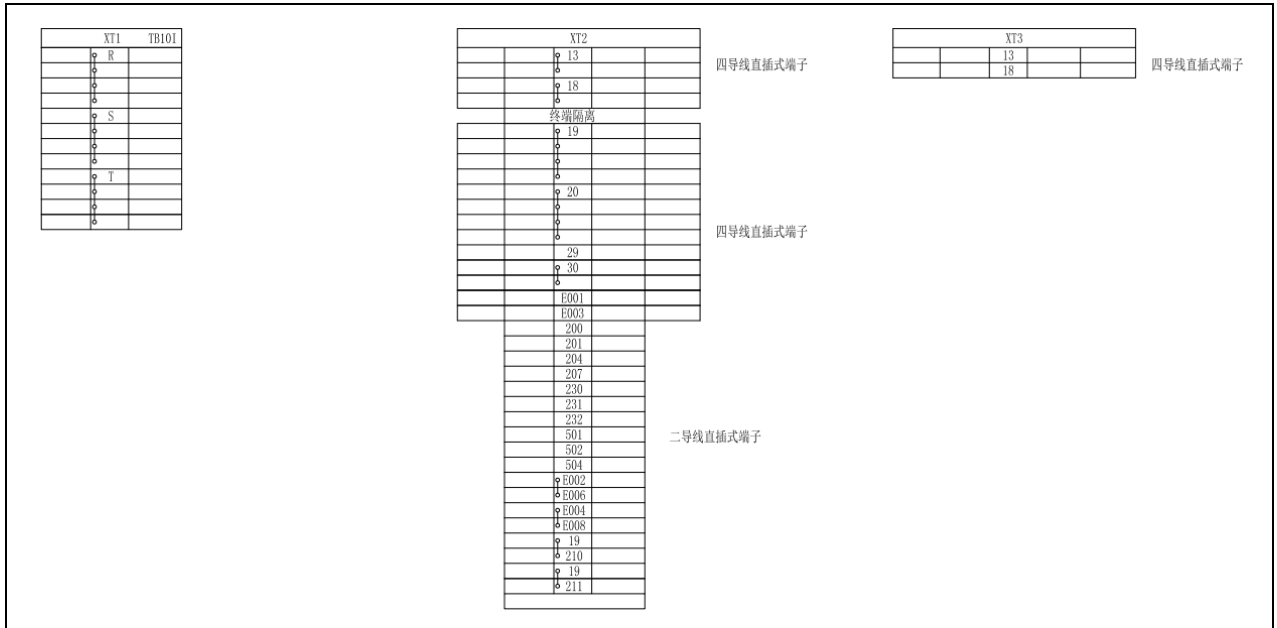 XT1 TB10I
R
S
T
XT2
13
18
终端隔离
19
20
29
30
E001
E003
200
201
204
207
230
231
232
501
502
504
E002
E006
E004
E008
19
210
19
211
四导线直插式端子
四导线直插式端子
二导线直插式端子
XT3
13
18
四导线直插式端子